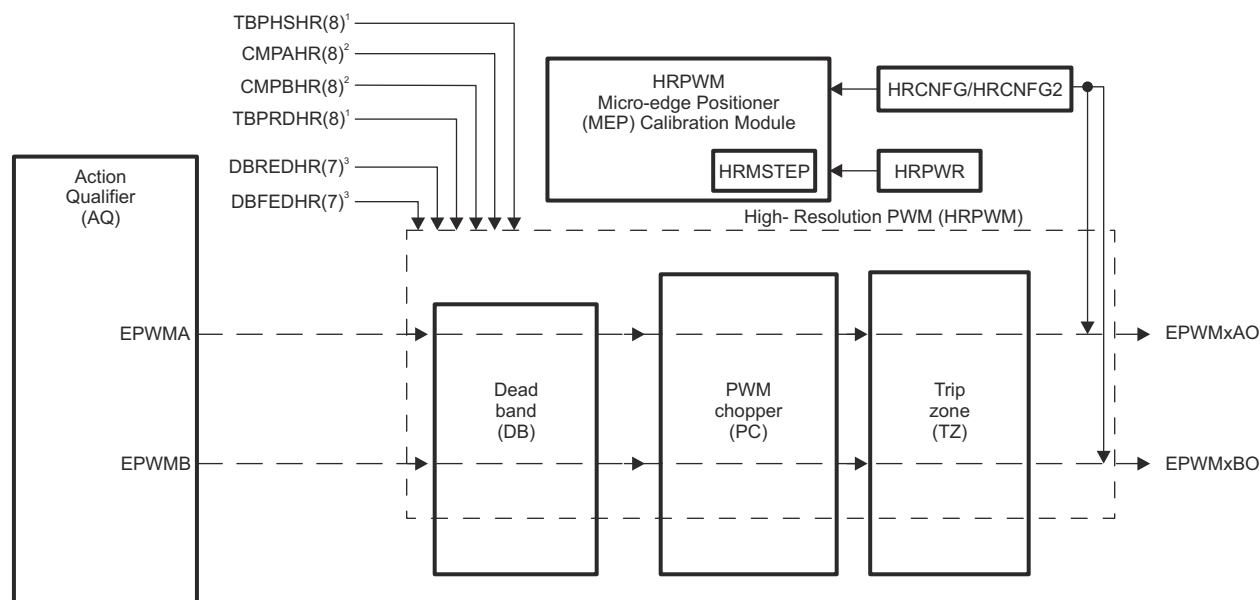 TBPHSHR(8)¹
CMPAHR(8)²
CMPBHR(8)²
TBPRDHR(8)¹
DBREDHR(7)³
DBFEDHR(7)³
HRPWM
Micro-edge Positioner
(MEP) Calibration Module
HRMSTEP
HRCNFG/HRCNFG2
HRPWR
High- Resolution PWM (HRPWM)
Action
Qualifier
(AQ)
EPWMA
EPWMB
Dead
band
(DB)
PWM
chopper
(PC)
Trip
zone
(TZ)
EPWMxAO
EPWMxBO